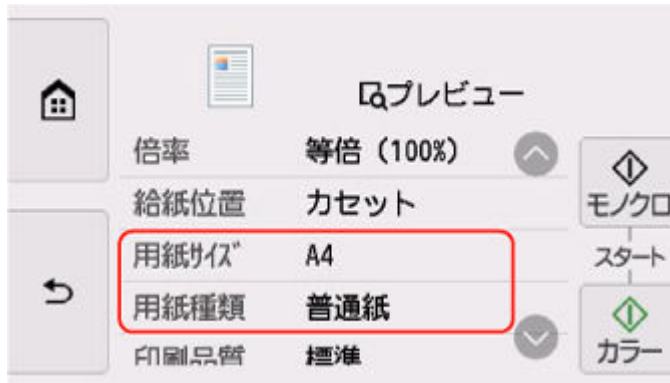 プレビュー
倍率 等倍 (100%)
給紙位置 カセット
用紙サイズ A4
用紙種類 普通紙
印刷品質 標準
モノクロ
スタート
カラー